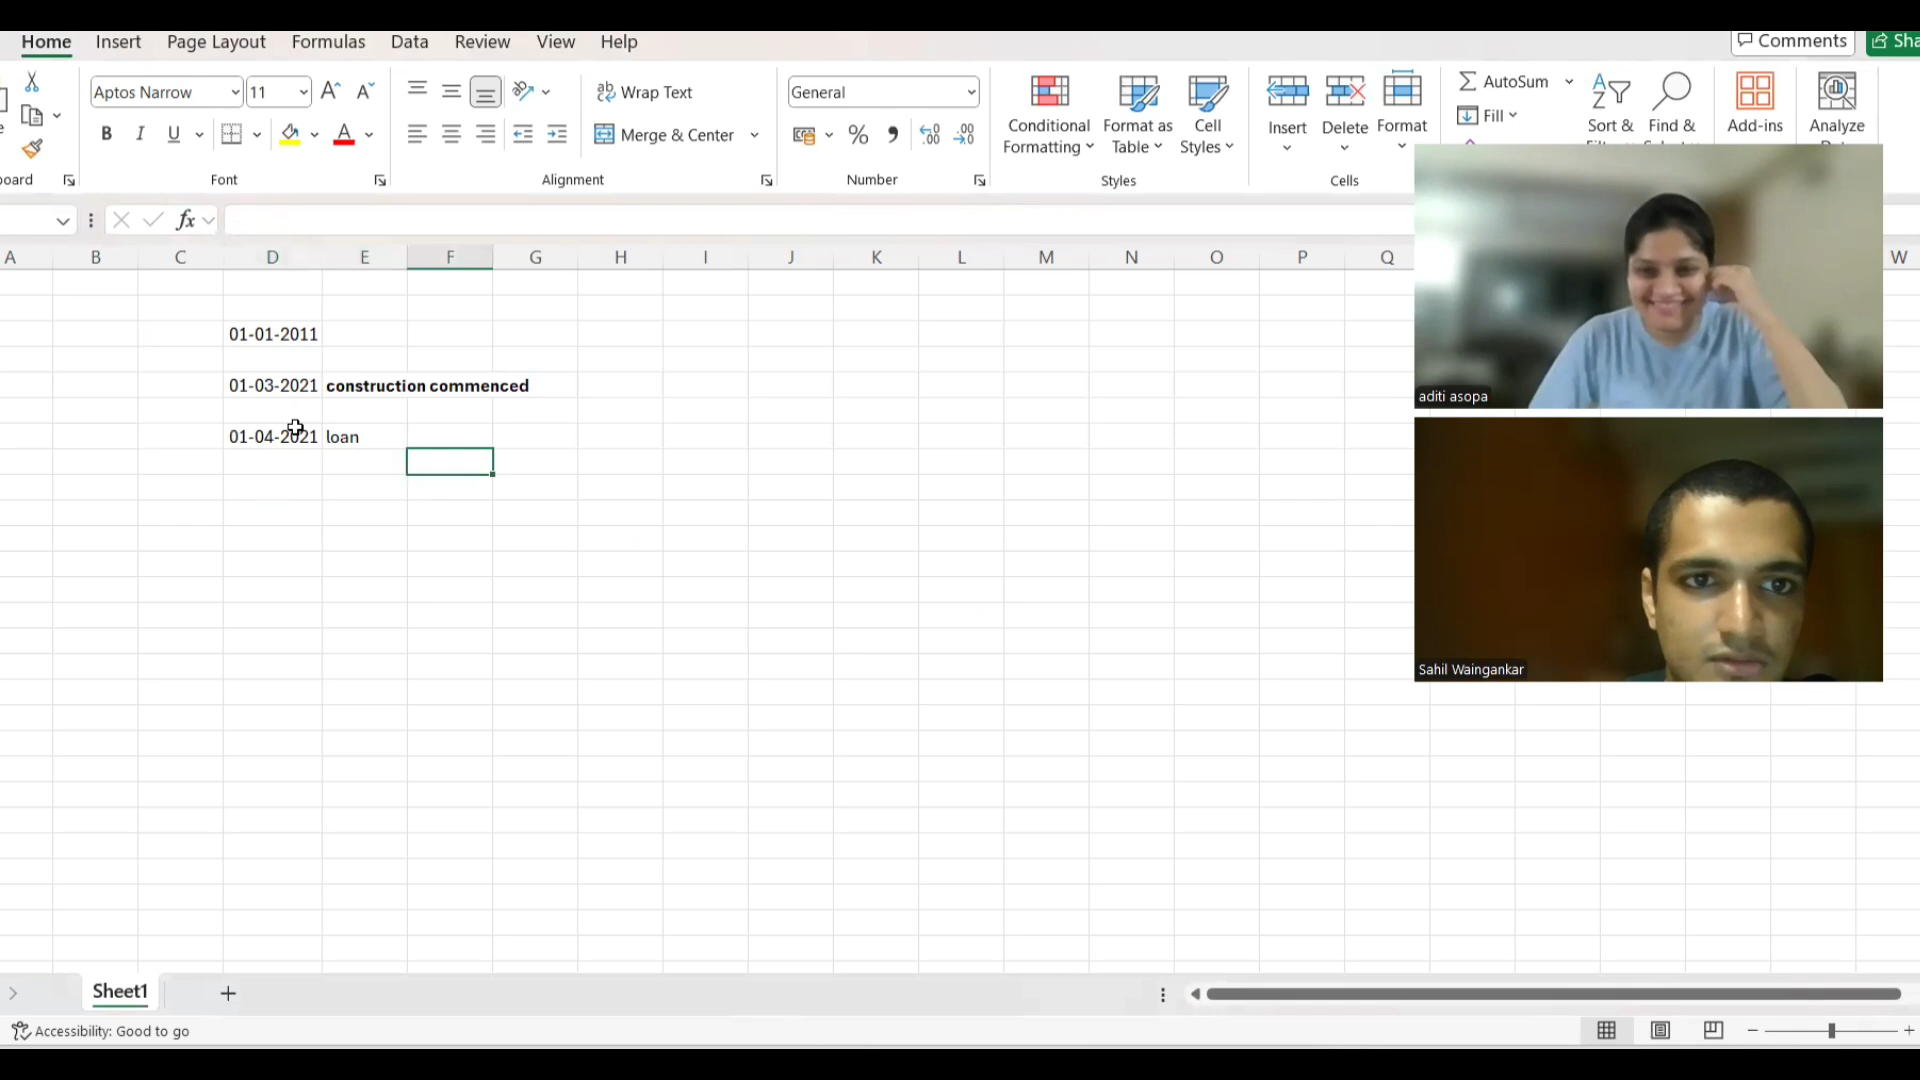 Home Insert Page Layout Formulas Data Review View Help Comments Sha
Aptos Narrow 11 Wrap Text General AutoSum
Fill
B I U Merge & Center % Conditional Formatting Format as Table Cell Styles Insert Delete Format Sort & Find & Add-ins Analyze
board Font Alignment Number Styles Cells
fx
A B C D E F G H I J K L M N O P Q W
01-01-2011
01-03-2021 construction commenced
01-04-2021 loan
aditi asopa
Sahil Waingankar
Sheet1
Accessibility: Good to go